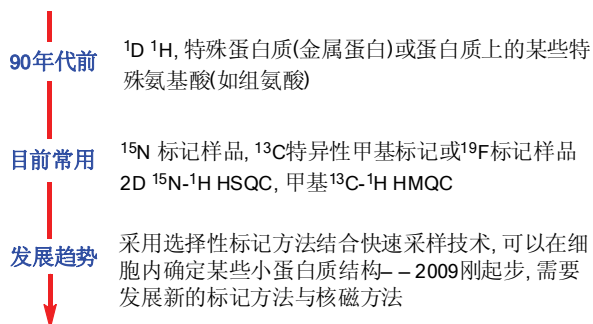 90年代前
¹D ¹H, 特殊蛋白质(金属蛋白)或蛋白质上的某些特
殊氨基酸(如组氨酸)
目前常用
¹⁵N 标记样品, ¹³C特异性甲基标记或¹⁹F标记样品
2D ¹⁵N-¹H HSQC, 甲基¹³C-¹H HMQC
发展趋势
采用选择性标记方法结合快速采样技术, 可以在细
胞内确定某些小蛋白质结构– – 2009刚起步, 需要
发展新的标记方法与核磁方法